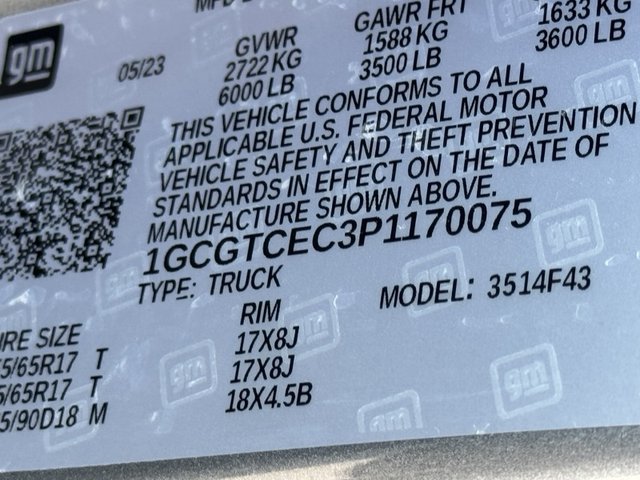 gm
05/23
GVWR
2722 KG
6000 LB
GAWR FRT
1588 KG
3500 LB
1633 KG
3600 LB
THIS VEHICLE CONFORMS TO ALL
APPLICABLE U.S. FEDERAL MOTOR
VEHICLE SAFETY AND THEFT PREVENTION
STANDARDS IN EFFECT ON THE DATE OF
MANUFACTURE SHOWN ABOVE.
1GCGTCEC3P1170075
TYPE: TRUCK
MODEL: 3514F43
RE SIZE
RIM
5/65R17 T
17X8J
5/65R17 T
17X8J
5/90D18 M
18X4.5B